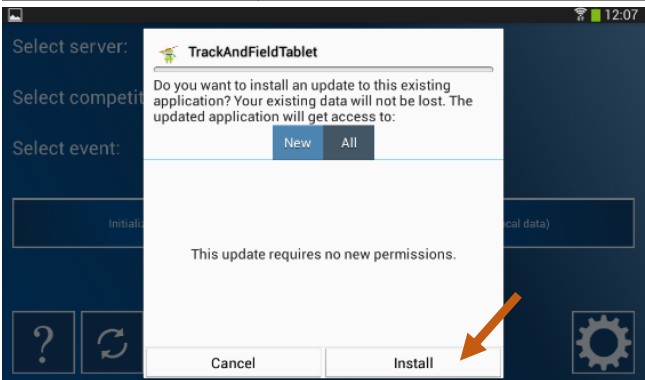 12:07
Select server:
TrackAndFieldTablet
Do you want to install an update to this existing
application? Your existing data will not be lost. The
updated application will get access to:
Select competit
Select event:
New All
Initializ
cal data)
This update requires no new permissions.
?
Cancel Install